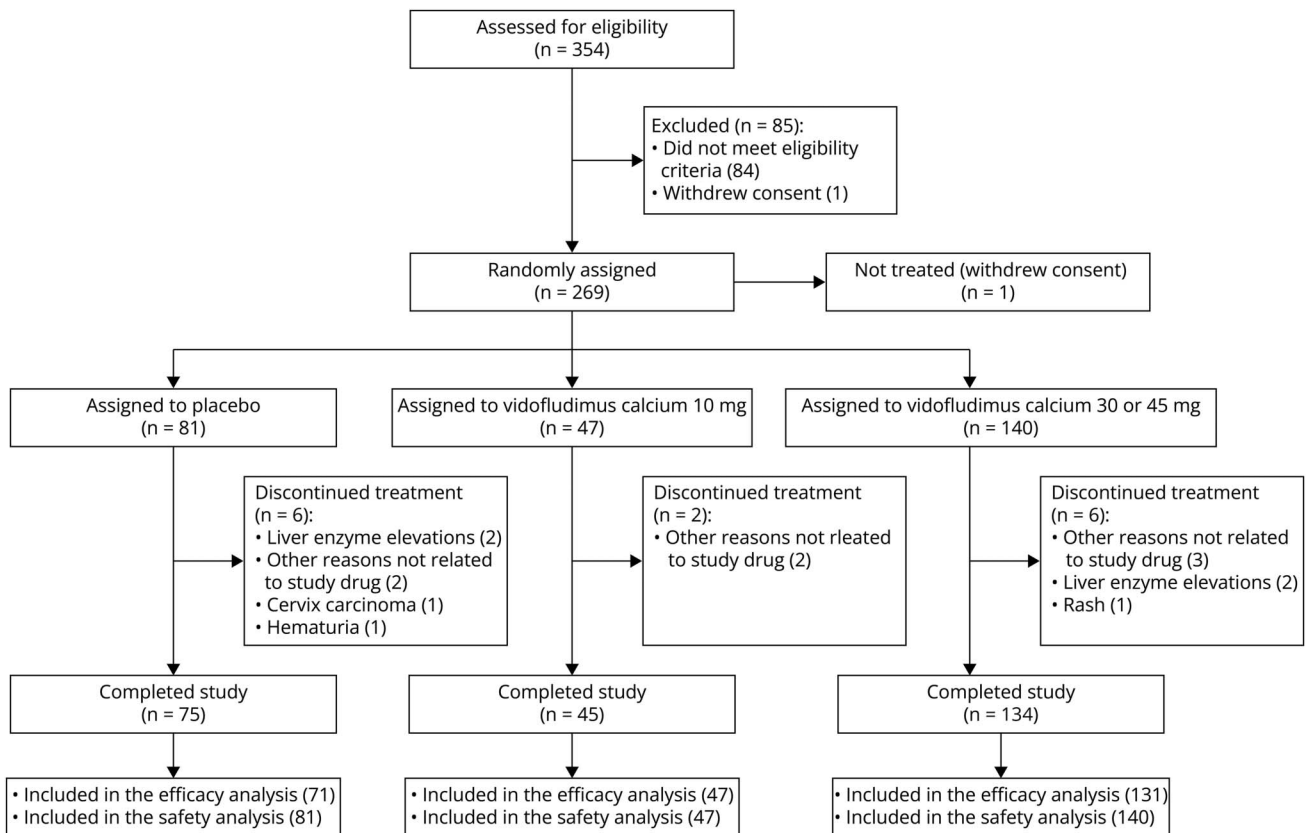 Assessed for eligibility
(n = 354)
Excluded (n = 85):
• Did not meet eligibility
criteria (84)
• Withdrew consent (1)
Randomly assigned
(n = 269)
Not treated (withdrew consent)
(n = 1)
Assigned to placebo
(n = 81)
Assigned to vidofludimus calcium 10 mg
(n = 47)
Assigned to vidofludimus calcium 30 or 45 mg
(n = 140)
Discontinued treatment
(n = 6):
• Liver enzyme elevations (2)
• Other reasons not related
to study drug (2)
• Cervix carcinoma (1)
• Hematuria (1)
Discontinued treatment
(n = 2):
• Other reasons not rleated
to study drug (2)
Discontinued treatment
(n = 6):
• Other reasons not related
to study drug (3)
• Liver enzyme elevations (2)
• Rash (1)
Completed study
(n = 75)
Completed study
(n = 45)
Completed study
(n = 134)
• Included in the efficacy analysis (71)
• Included in the safety analysis (81)
• Included in the efficacy analysis (47)
• Included in the safety analysis (47)
• Included in the efficacy analysis (131)
• Included in the safety analysis (140)